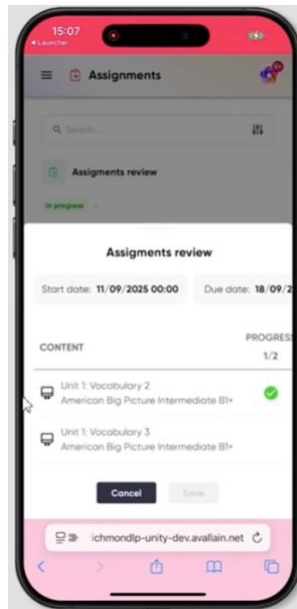 15:07
◀ Launcher
Assignments
Search...
Assigments review
In progress -
Assigments review
Start date: 11/09/2025 00:00 Due date: 18/09/2
CONTENT PROGRESS
1/2
Unit 1: Vocabulary 2
American Big Picture Intermediate B1+
Unit 1: Vocabulary 3
American Big Picture Intermediate B1+
Cancel Save
ichmondlp-unity-dev.avallain.net